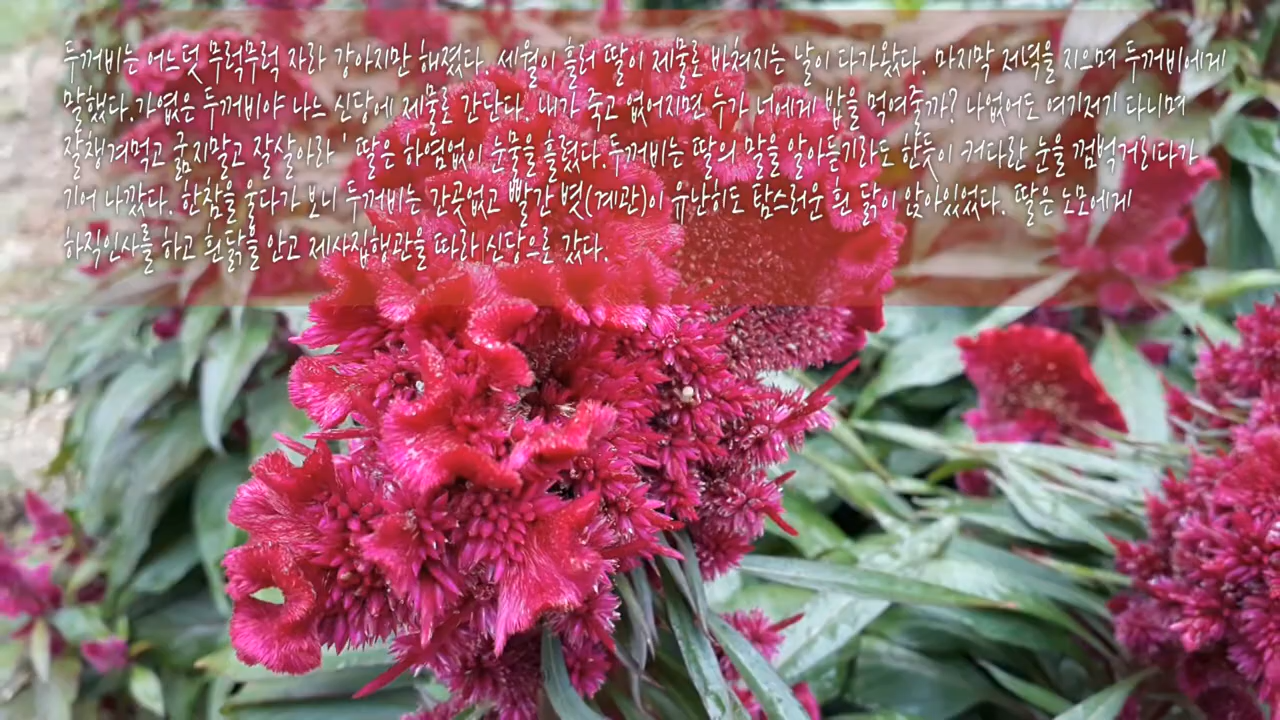 두꺼비는 어느덧 무럭무럭 자라 강아지만 해졌다. 세월이 흘러 딸이 제물로 바쳐지는 날이 다가왔다. 마지막 저녁을 지으며 두꺼비에게
말했다.가엾은 두꺼비야 나느 신당에 제물로 간단다. 내가 죽고 없어지면 누가 너에게 밥을 먹여줄까? 나없어도 여기저기 다니며
잘챙겨먹고 굶지말고 잘살아라 ' 딸은 하염없이 눈물을흘렸다.두꺼비는 딸의 말을 알아듣기라도 한듯이 커다란 눈을 껌벅거리다가
기어 나깠다. 한참을 울다가 보니 두꺼비는 간곳없고 빨간 볏(계관)이 유난히도 탐스러운 흰 닭이 앉아있었다. 딸은 노모에게
하직인사를 하고 흰닭을 안고 제사집행관을 따라 신당으로 갔다.